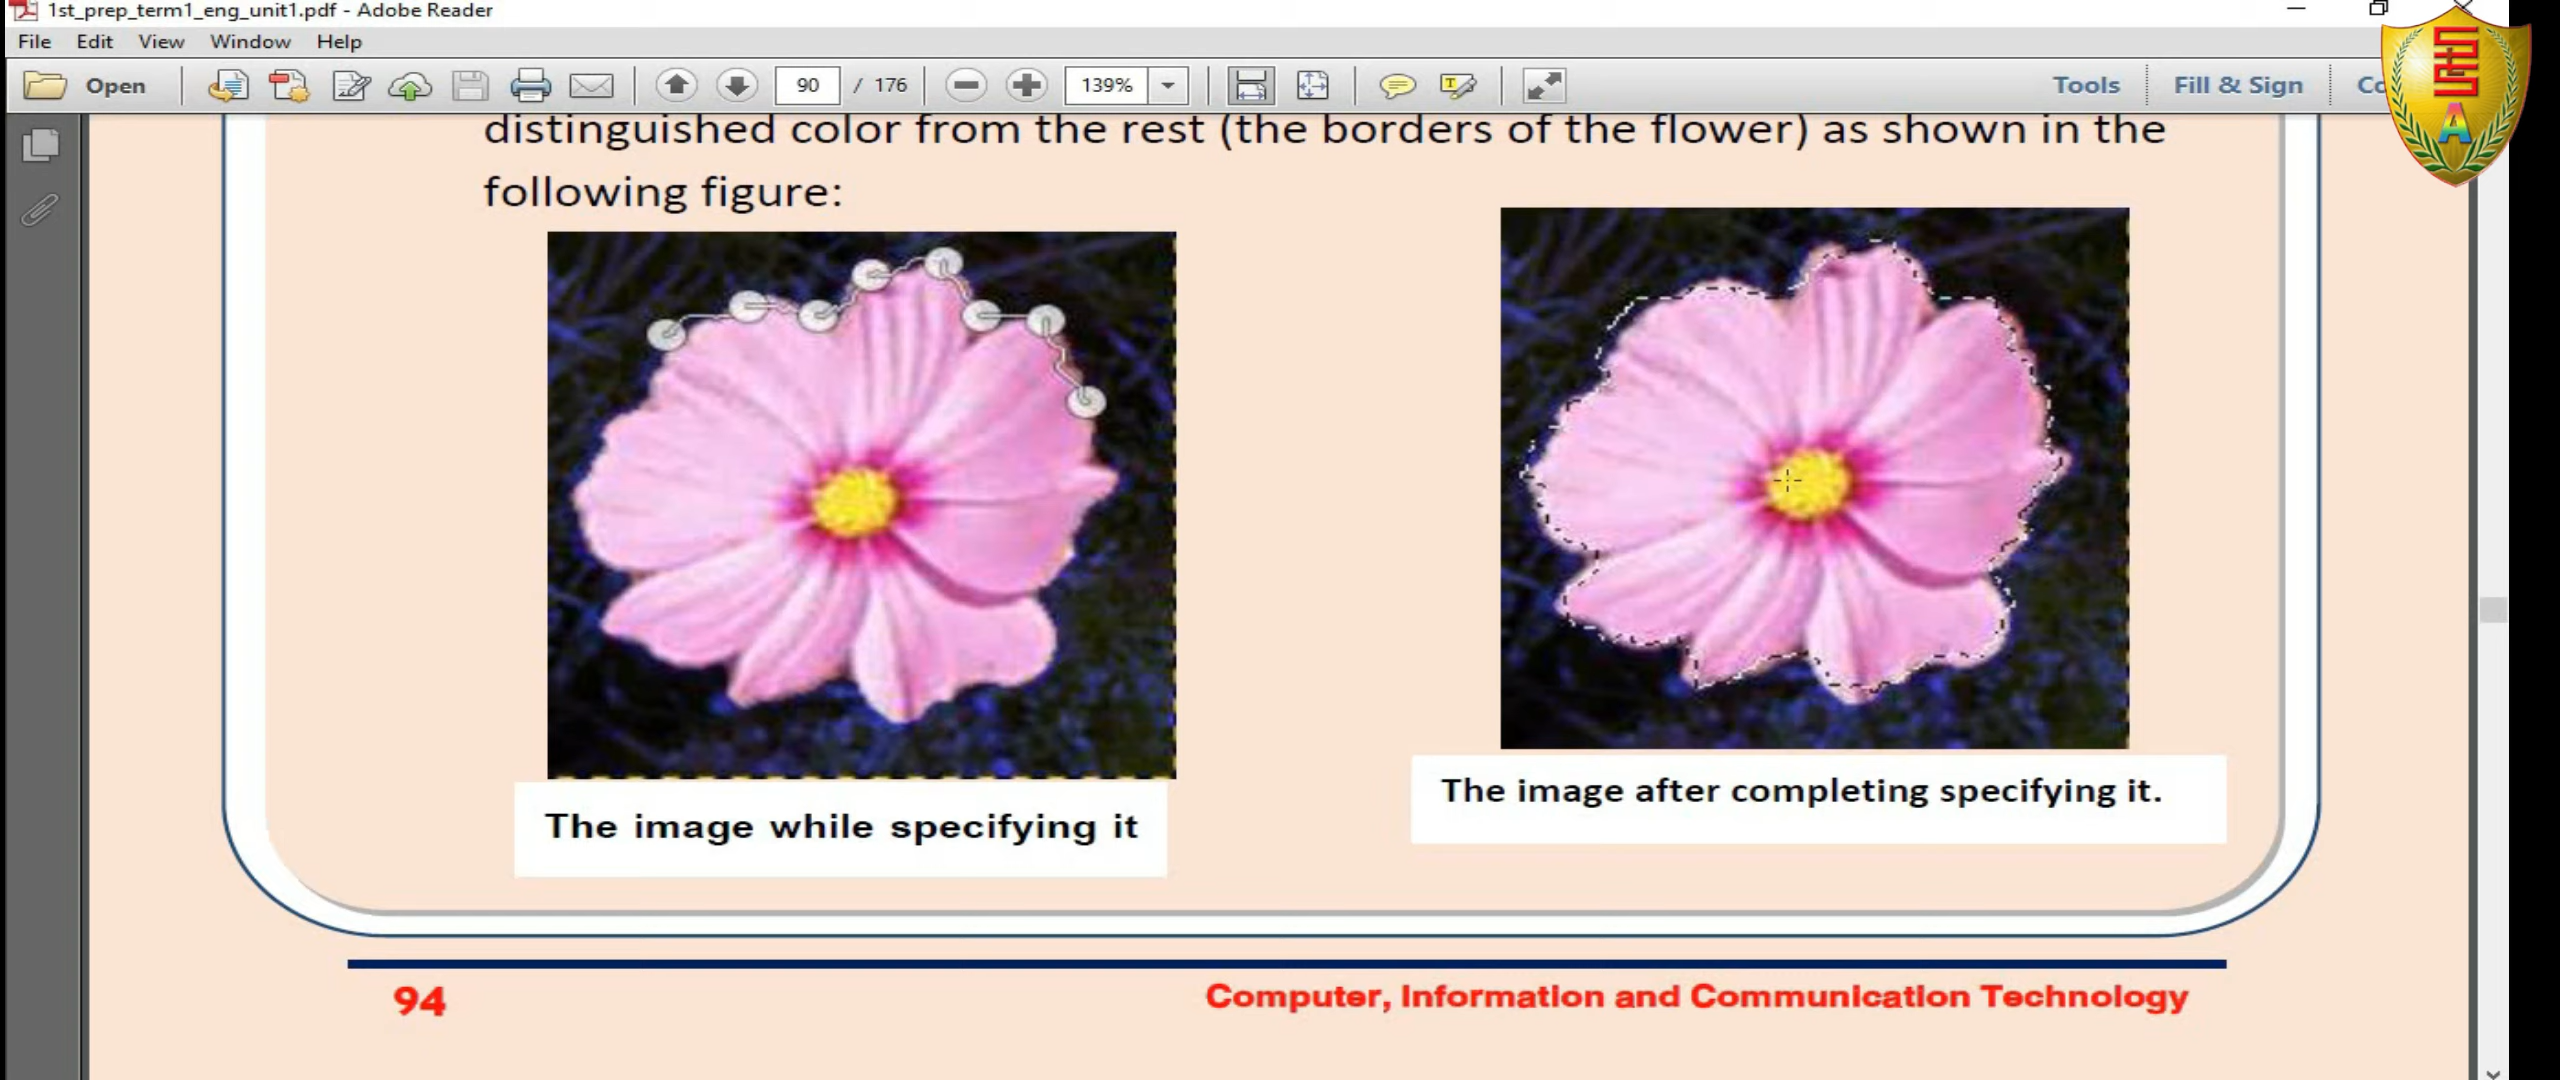 1st_prep_term1_eng_unit1.pdf - Adobe Reader
File Edit View Window Help
Open 90 / 176 139% Tools Fill & Sign
distinguished color from the rest (the borders of the flower) as shown in the
following figure:
The image while specifying it
The image after completing specifying it.
94
Computer, Information and Communication Technology
A